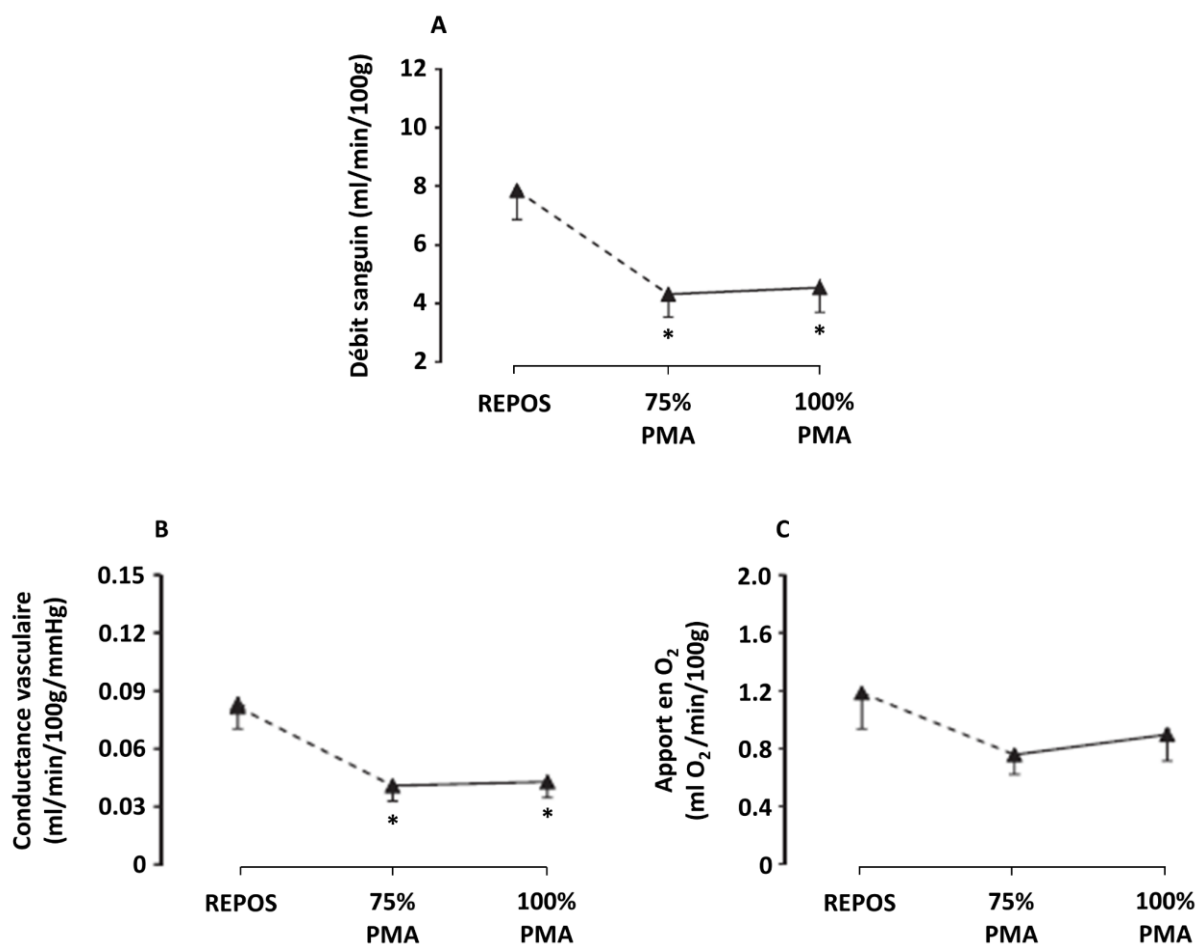 A
Débit sanguin (ml/min/100g)
12
10
8
6
4
2
*
*
REPOS
75%
PMA
100%
PMA
B
Conductance vasculaire
(ml/min/100g/mmHg)
0.15
0.12
0.09
0.06
0.03
0
*
*
REPOS
75%
PMA
100%
PMA
C
Apport en O₂
(ml O₂ /min/100g)
2.0
1.6
1.2
0.8
0.4
0
REPOS
75%
PMA
100%
PMA